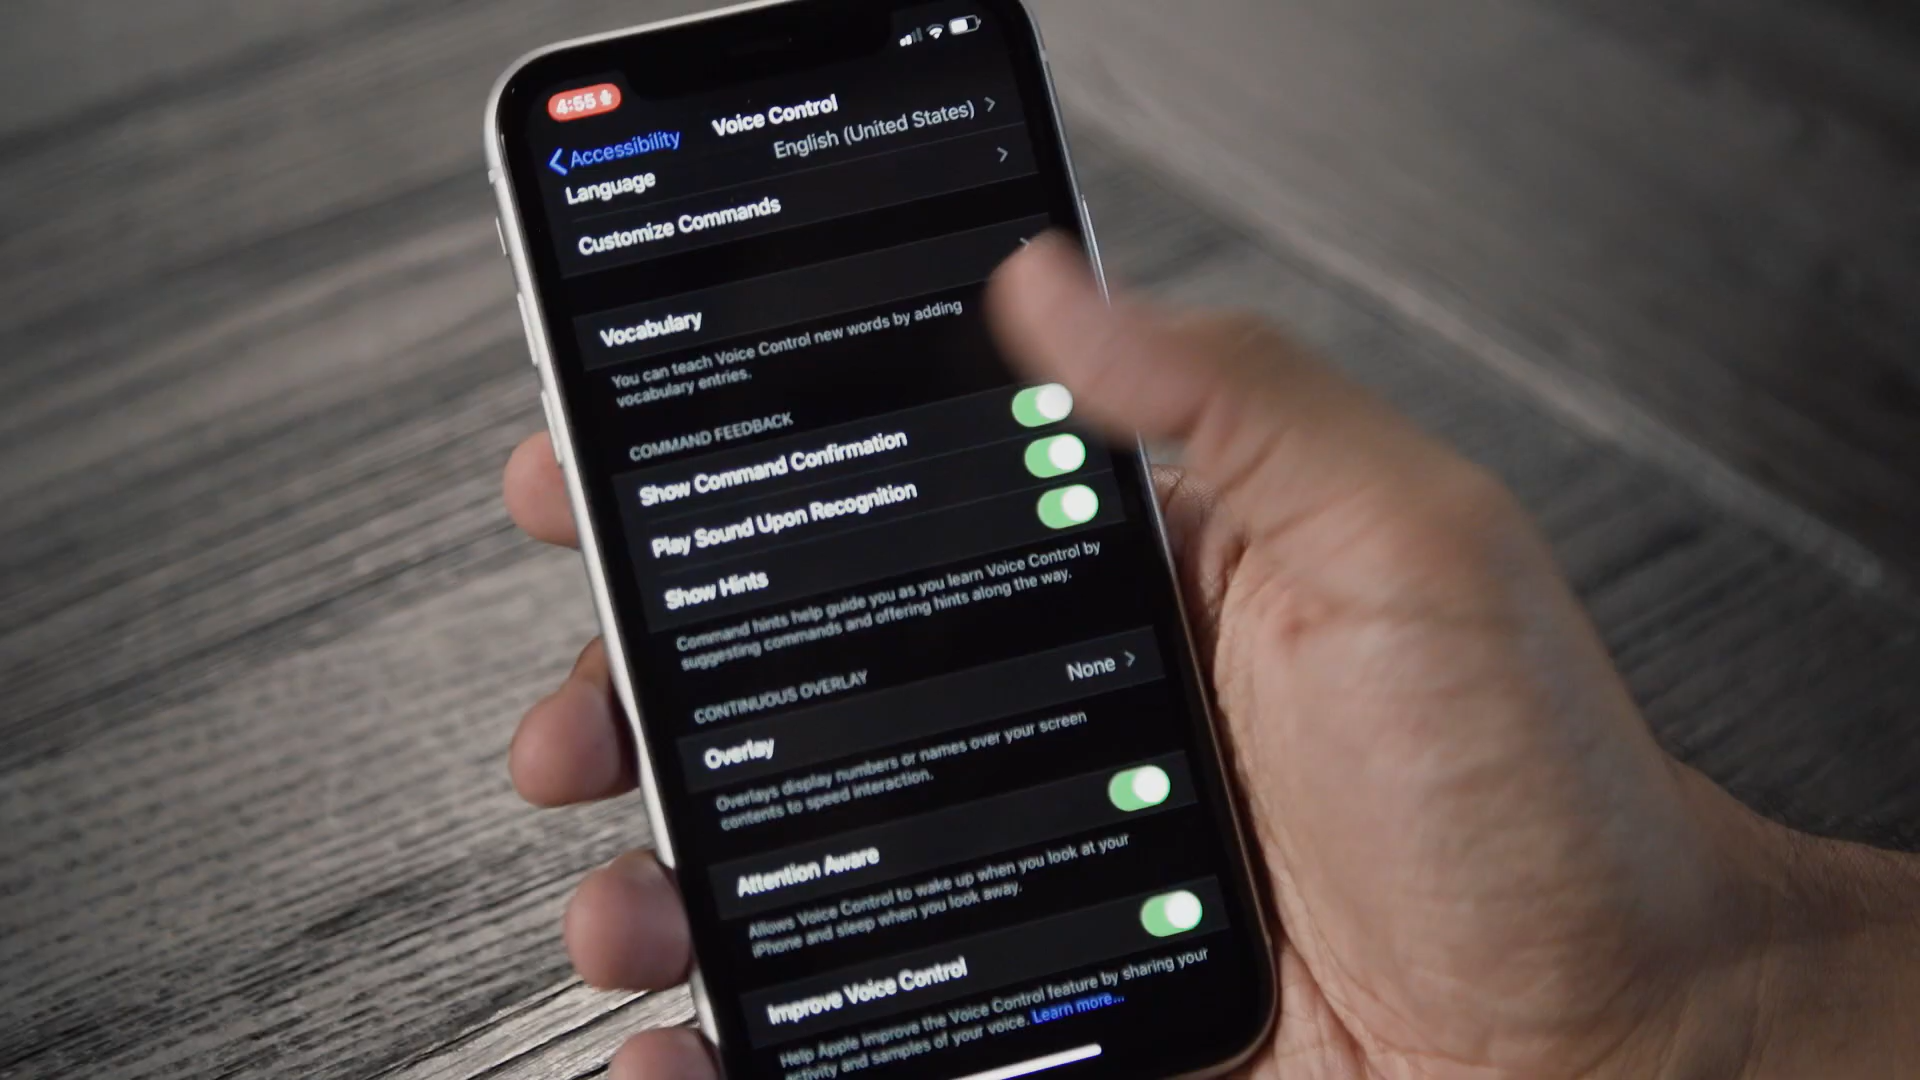 4:55
Accessibility
Voice Control
Language
English (United States)
Customize Commands
Vocabulary
You can teach Voice Control new words by adding
vocabulary entries.
COMMAND FEEDBACK
Show Command Confirmation
Play Sound Upon Recognition
Show Hints
Command hints help guide you as you learn Voice Control by
suggesting commands and offering hints along the way.
CONTINUOUS OVERLAY
Overlay
None
Overlays display numbers or names over your screen
contents to speed interaction.
Attention Aware
Allows Voice Control to wake up when you look at your
iPhone and sleep when you look away.
Improve Voice Control
Help Apple improve the Voice Control feature by sharing your
activity and samples of your voice. Learn more...